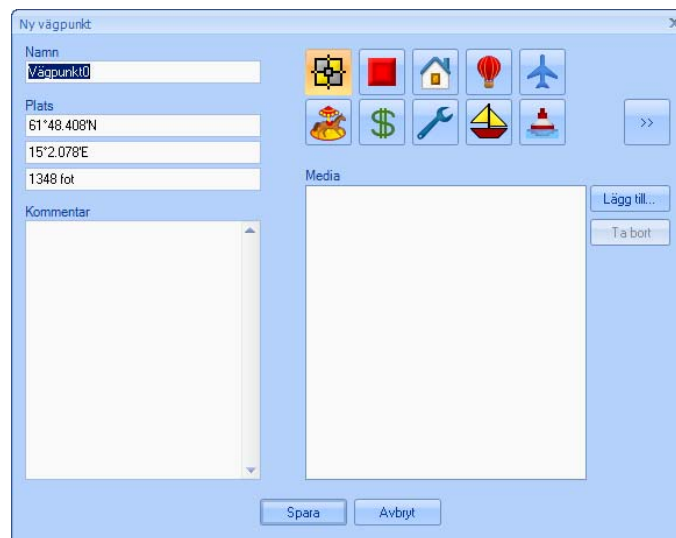 Ny vägpunkt
Namn
Vägpunkt0
Plats
61°48.408'N
15°2.078'E
1348 fot
Kommentar
>>
Media
Lägg till...
Ta bort
Spara
Avbryt